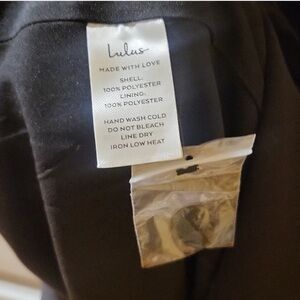 Lulus
MADE WITH LOVE
SHELL:
100% POLYESTER
LINING:
100% POLYESTER
HAND WASH COLD
DO NOT BLEACH
LINE DRY
IRON LOW HEAT